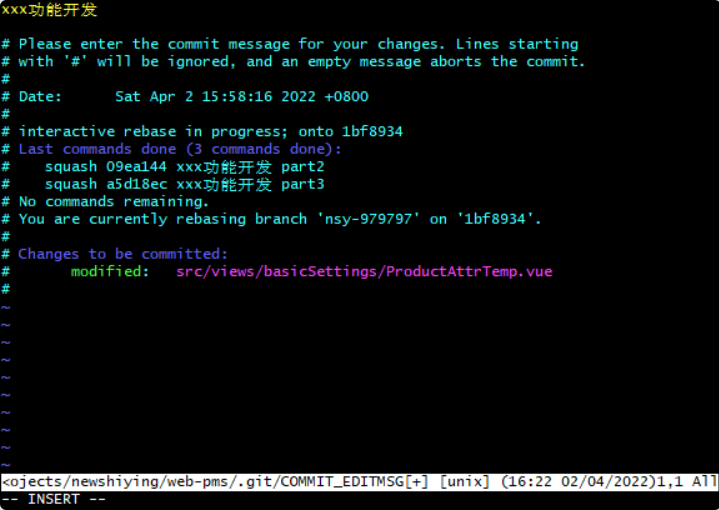 xxx功能开发
# Please enter the commit message for your changes. Lines starting
# with '#' will be ignored, and an empty message aborts the commit.
#
# Date:      Sat Apr 2 15:58:16 2022 +0800
#
# interactive rebase in progress; onto 1bf8934
# Last commands done (3 commands done):
#    squash 09ea144 xxx功能开发 part2
#    squash a5d18ec xxx功能开发 part3
# No commands remaining.
# You are currently rebasing branch 'nsy-979797' on '1bf8934'.
#
# Changes to be committed:
#       modified:   src/views/basicSettings/ProductAttrTemp.vue
#
~
~
~
~
~
~
~
~
~
~
<ojects/newshiying/web-pms/.git/COMMIT_EDITMSG[+] [unix] (16:22 02/04/2022)1,1 All
-- INSERT --